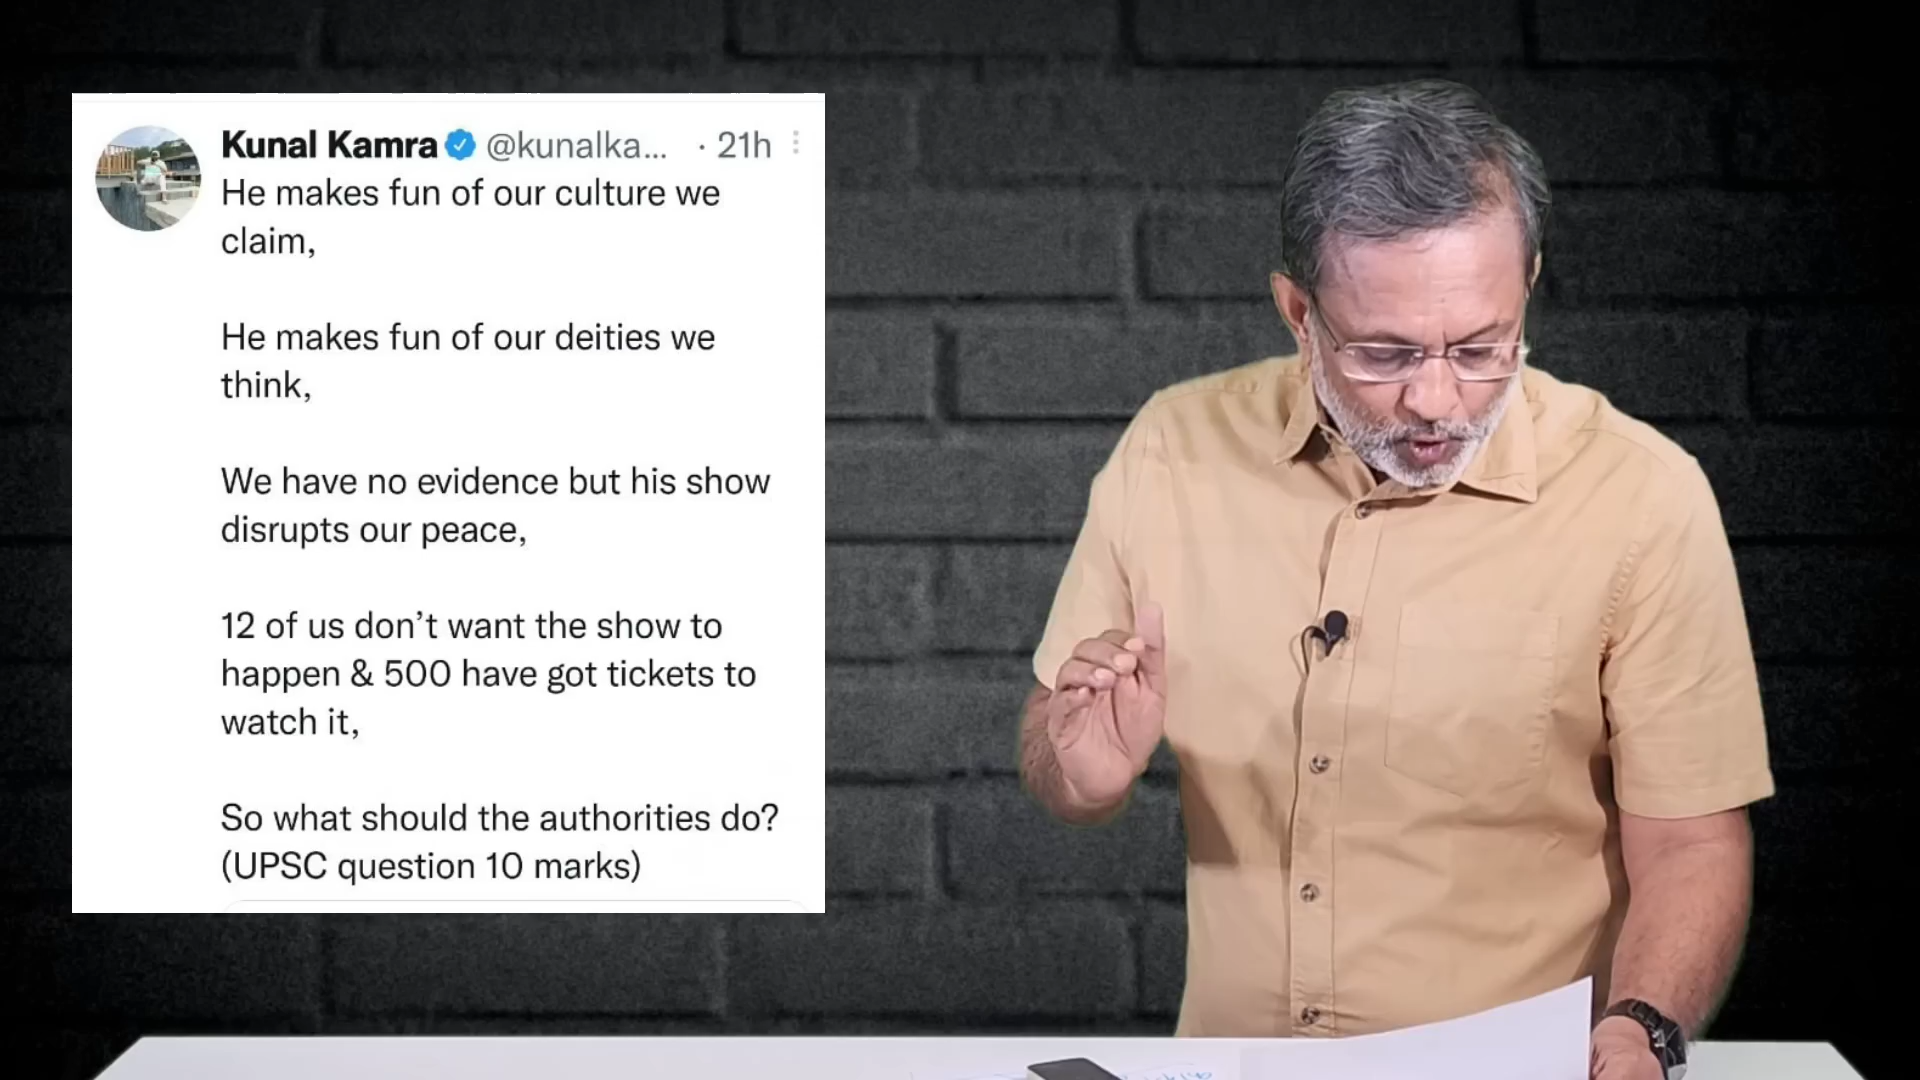 Kunal Kamra @kunalka... · 21h
He makes fun of our culture we
claim,
He makes fun of our deities we
think,
We have no evidence but his show
disrupts our peace,
12 of us don’t want the show to
happen & 500 have got tickets to
watch it,
So what should the authorities do?
(UPSC question 10 marks)